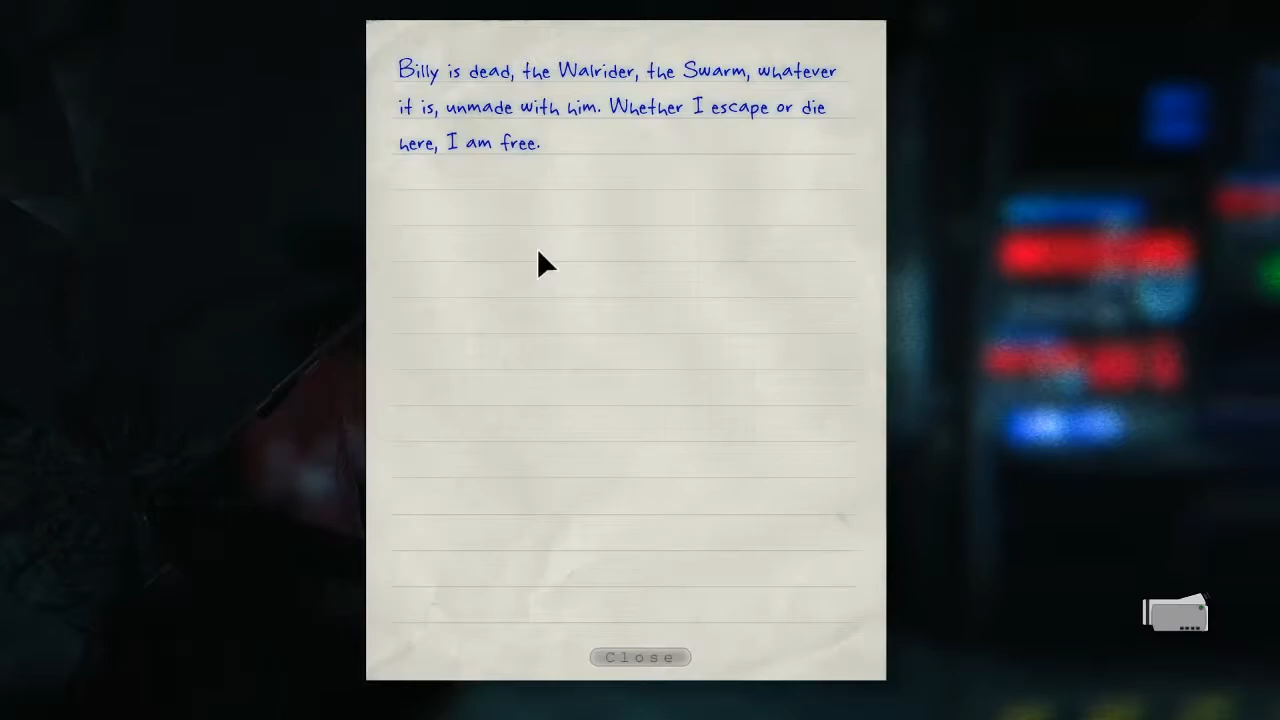 Billy is dead, the Walrider, the Swarm, whatever
it is, unmade with him. Whether I escape or die
here, I am free.
Close